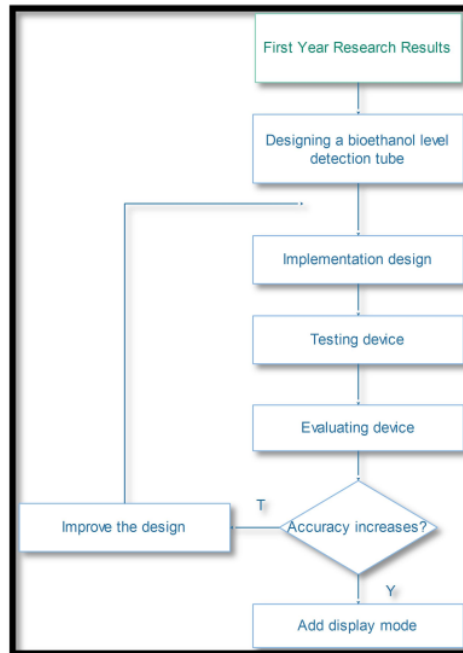 First Year Research Results
Designing a bioethanol level
detection tube
Implementation design
Testing device
Evaluating device
T
Improve the design
Accuracy increases?
Y
Add display mode